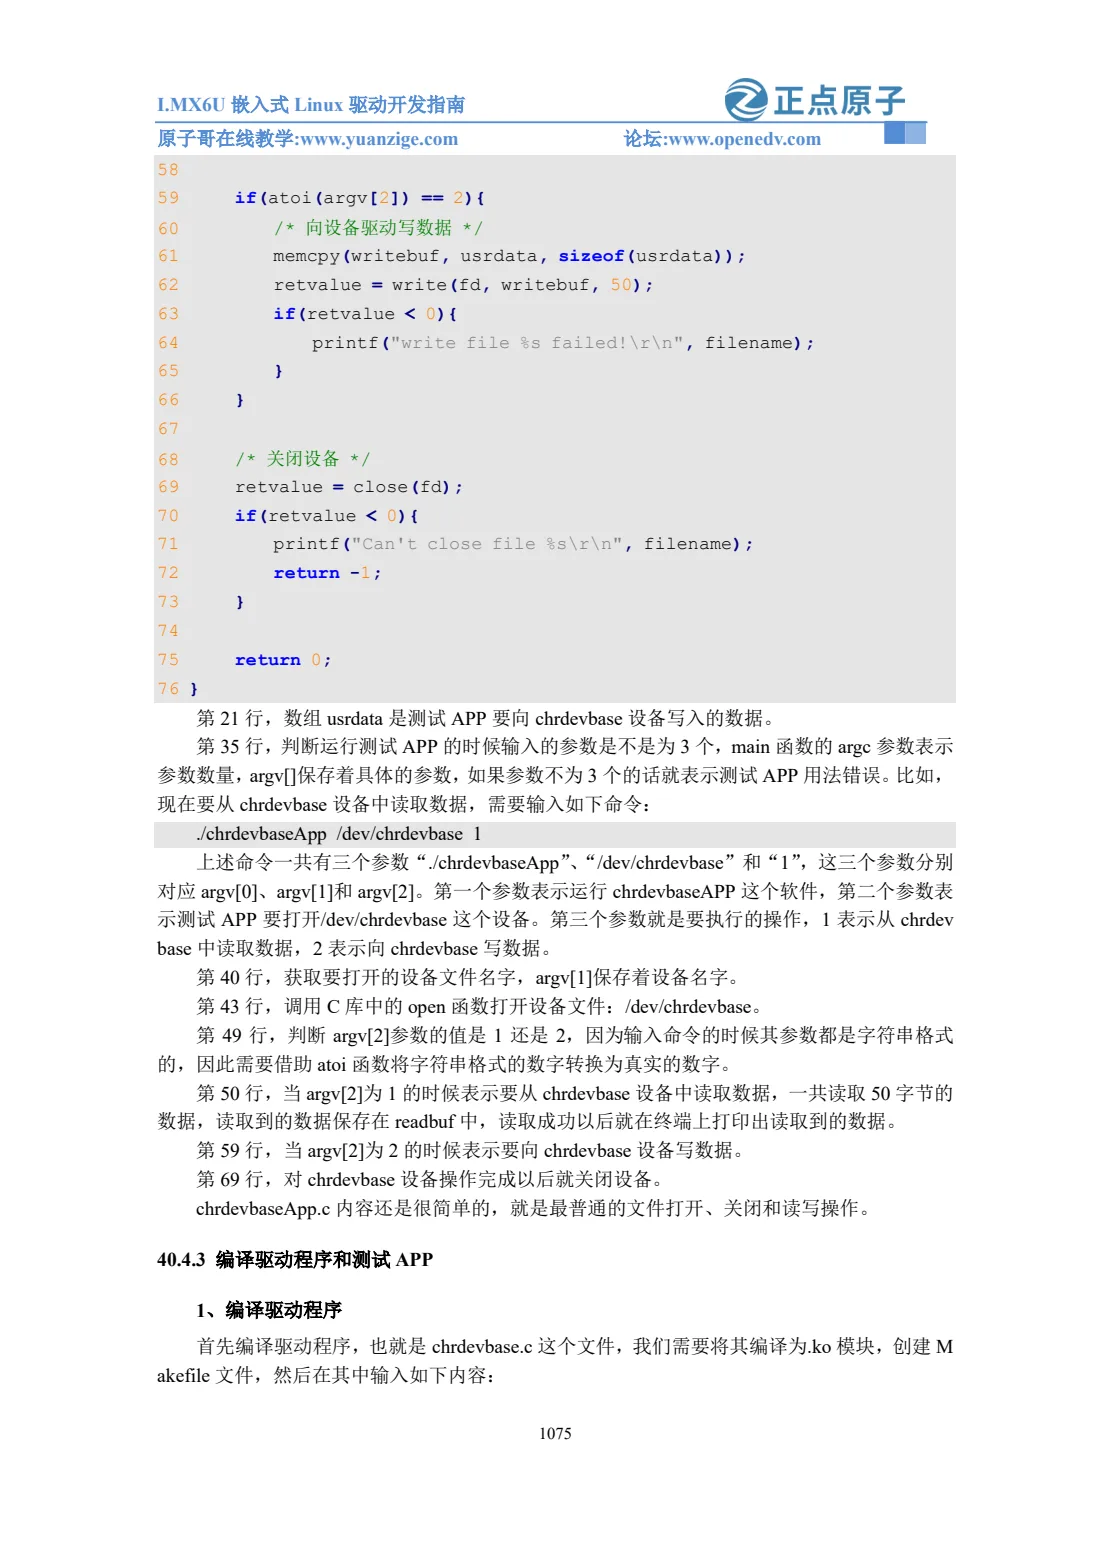 I.MX6U 嵌入式 Linux 驱动开发指南
正点原子
原子哥在线教学:www.yuanzige.com 论坛:www.openedv.com
58
59 if(atoi(argv[2]) == 2){
60 /* 向设备驱动写数据 */
61 memcpy(writebuf, usrdata, sizeof(usrdata));
62 retvalue = write(fd, writebuf, 50);
63 if(retvalue < 0){
64 printf("write file %s failed!\r\n", filename);
65 }
66 }
67
68 /* 关闭设备 */
69 retvalue = close(fd);
70 if(retvalue < 0){
71 printf("Can't close file %s\r\n", filename);
72 return -1;
73 }
74
75 return 0;
76 }
第 21 行，数组 usrdata 是测试 APP 要向 chrdevbase 设备写入的数据。
第 35 行，判断运行测试 APP 的时候输入的参数是不是为 3 个，main 函数的 argc 参数表示
参数数量，argv[]保存着具体的参数，如果参数不为 3 个的话就表示测试 APP 用法错误。比如，
现在要从 chrdevbase 设备中读取数据，需要输入如下命令：
./chrdevbaseApp /dev/chrdevbase 1
上述命令一共有三个参数“./chrdevbaseApp”、“/dev/chrdevbase”和“1”，这三个参数分别
对应 argv[0]、argv[1]和 argv[2]。第一个参数表示运行 chrdevbaseAPP 这个软件，第二个参数表
示测试 APP 要打开/dev/chrdevbase 这个设备。第三个参数就是要执行的操作，1 表示从 chrdev
base 中读取数据，2 表示向 chrdevbase 写数据。
第 40 行，获取要打开的设备文件名字，argv[1]保存着设备名字。
第 43 行，调用 C 库中的 open 函数打开设备文件：/dev/chrdevbase。
第 49 行，判断 argv[2]参数的值是 1 还是 2，因为输入命令的时候其参数都是字符串格式
的，因此需要借助 atoi 函数将字符串格式的数字转换为真实的数字。
第 50 行，当 argv[2]为 1 的时候表示要从 chrdevbase 设备中读取数据，一共读取 50 字节的
数据，读取到的数据保存在 readbuf 中，读取成功以后就在终端上打印出读取到的数据。
第 59 行，当 argv[2]为 2 的时候表示要向 chrdevbase 设备写数据。
第 69 行，对 chrdevbase 设备操作完成以后就关闭设备。
chrdevbaseApp.c 内容还是很简单的，就是最普通的文件打开、关闭和读写操作。
40.4.3 编译驱动程序和测试 APP
1、编译驱动程序
首先编译驱动程序，也就是 chrdevbase.c 这个文件，我们需要将其编译为.ko 模块，创建 M
akefile 文件，然后在其中输入如下内容：
1075